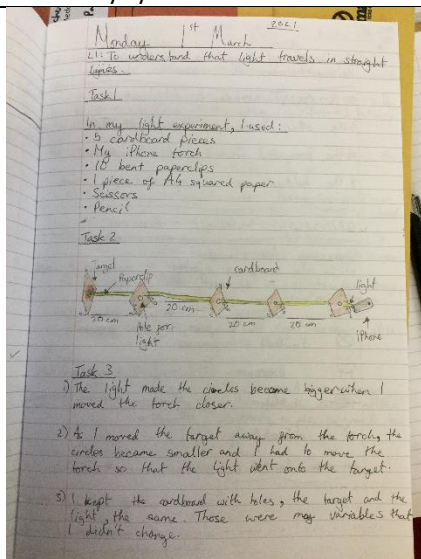 2021
Monday 1st March
LI: To understand that light travels in straight
lines.
Task 1
In my light experiment, I used:
• 5 cardboard pieces
• My iPhone torch
• 10 bent paperclips
• 1 piece of A4 squared paper
• Scissors
• Pencil
Task 2
Target
Paperclip
cardboard
light
20 cm
20 cm
20 cm
20 cm
Hole for
light
iPhone
Task 3
1) The light made the circles become bigger when I
moved the torch closer.
2) As I moved the target away from the torch, the
circles became smaller and I had to move the
torch so that the light went onto the target.
3) I kept the cardboard with holes, the target and the
light, the same. Those were my variables that
I didn't change.